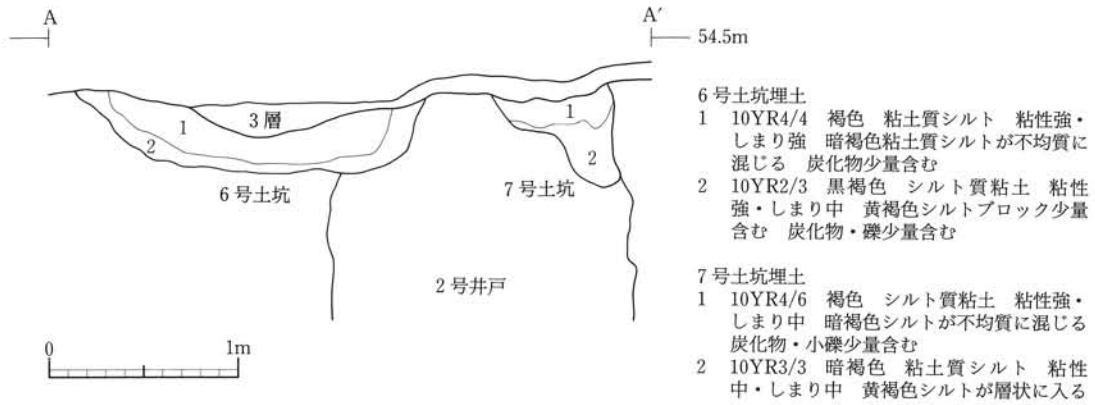 A
A′
54.5m
1
3層
2
6号土坑
1
2
7号土坑
2号井戸
0
1m
6号土坑埋土
1 10YR4/4 褐色 粘土質シルト 粘性強・
しまり強 暗褐色粘土質シルトが不均質に
混じる 炭化物少量含む
2 10YR2/3 黒褐色 シルト質粘土 粘性
強・しまり中 黄褐色シルトブロック少量
含む 炭化物・礫少量含む
7号土坑埋土
1 10YR4/6 褐色 シルト質粘土 粘性強・
しまり中 暗褐色シルトが不均質に混じる
炭化物・小礫少量含む
2 10YR3/3 暗褐色 粘土質シルト 粘性
中・しまり中 黄褐色シルトが層状に入る